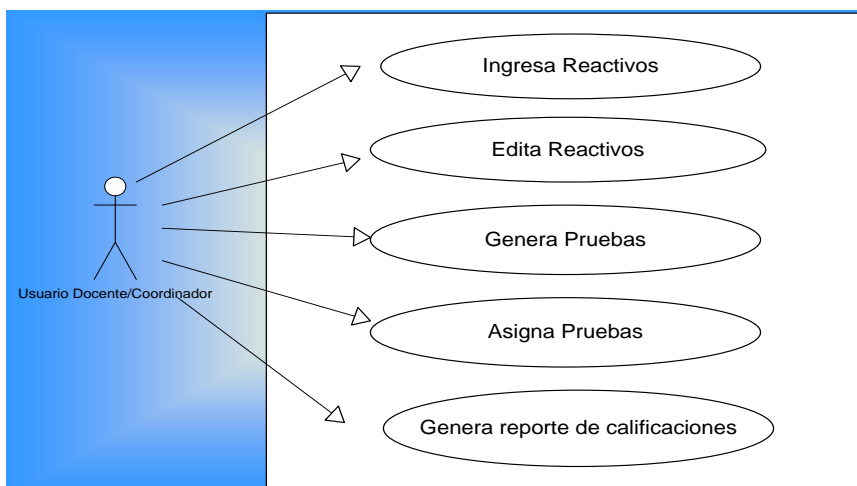 Ingresa Reactivos
Edita Reactivos
Genera Pruebas
Usuario Docente/Coordinador
Asigna Pruebas
Genera reporte de calificaciones